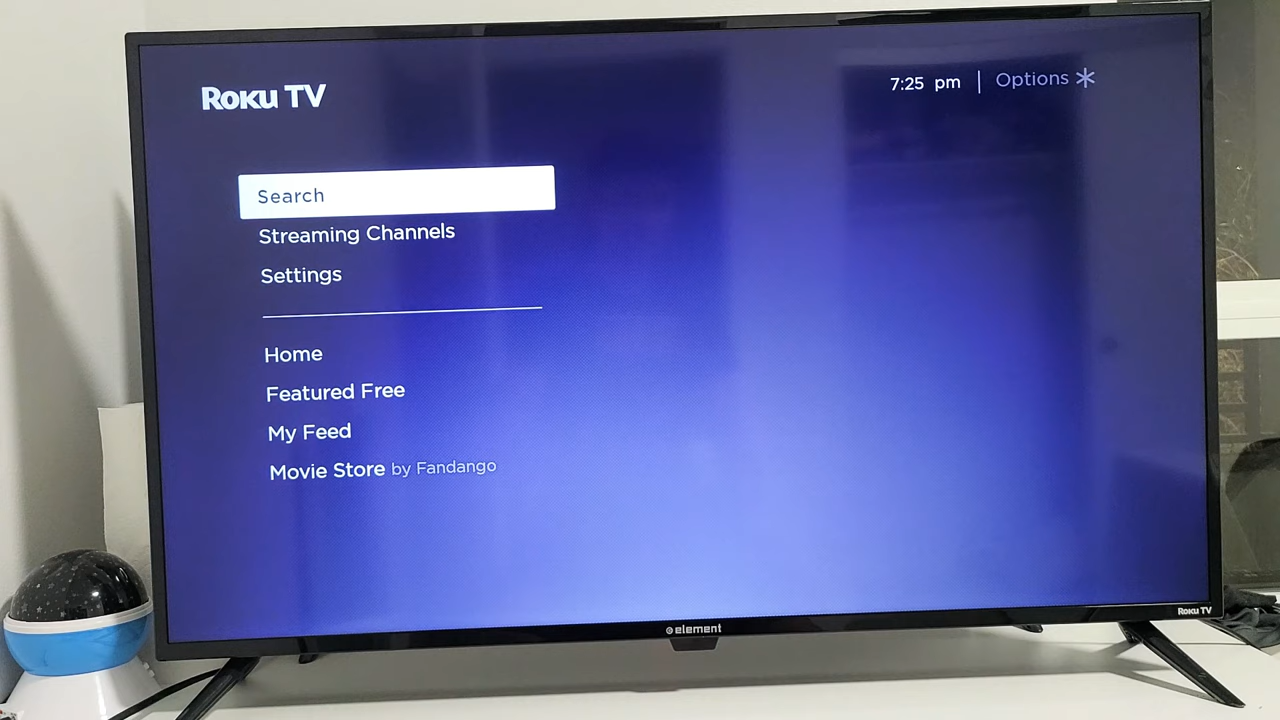 Roku TV
7:25 pm | Options *
Search
Streaming Channels
Settings
Home
Featured Free
My Feed
Movie Store by Fandango
element
Roku TV